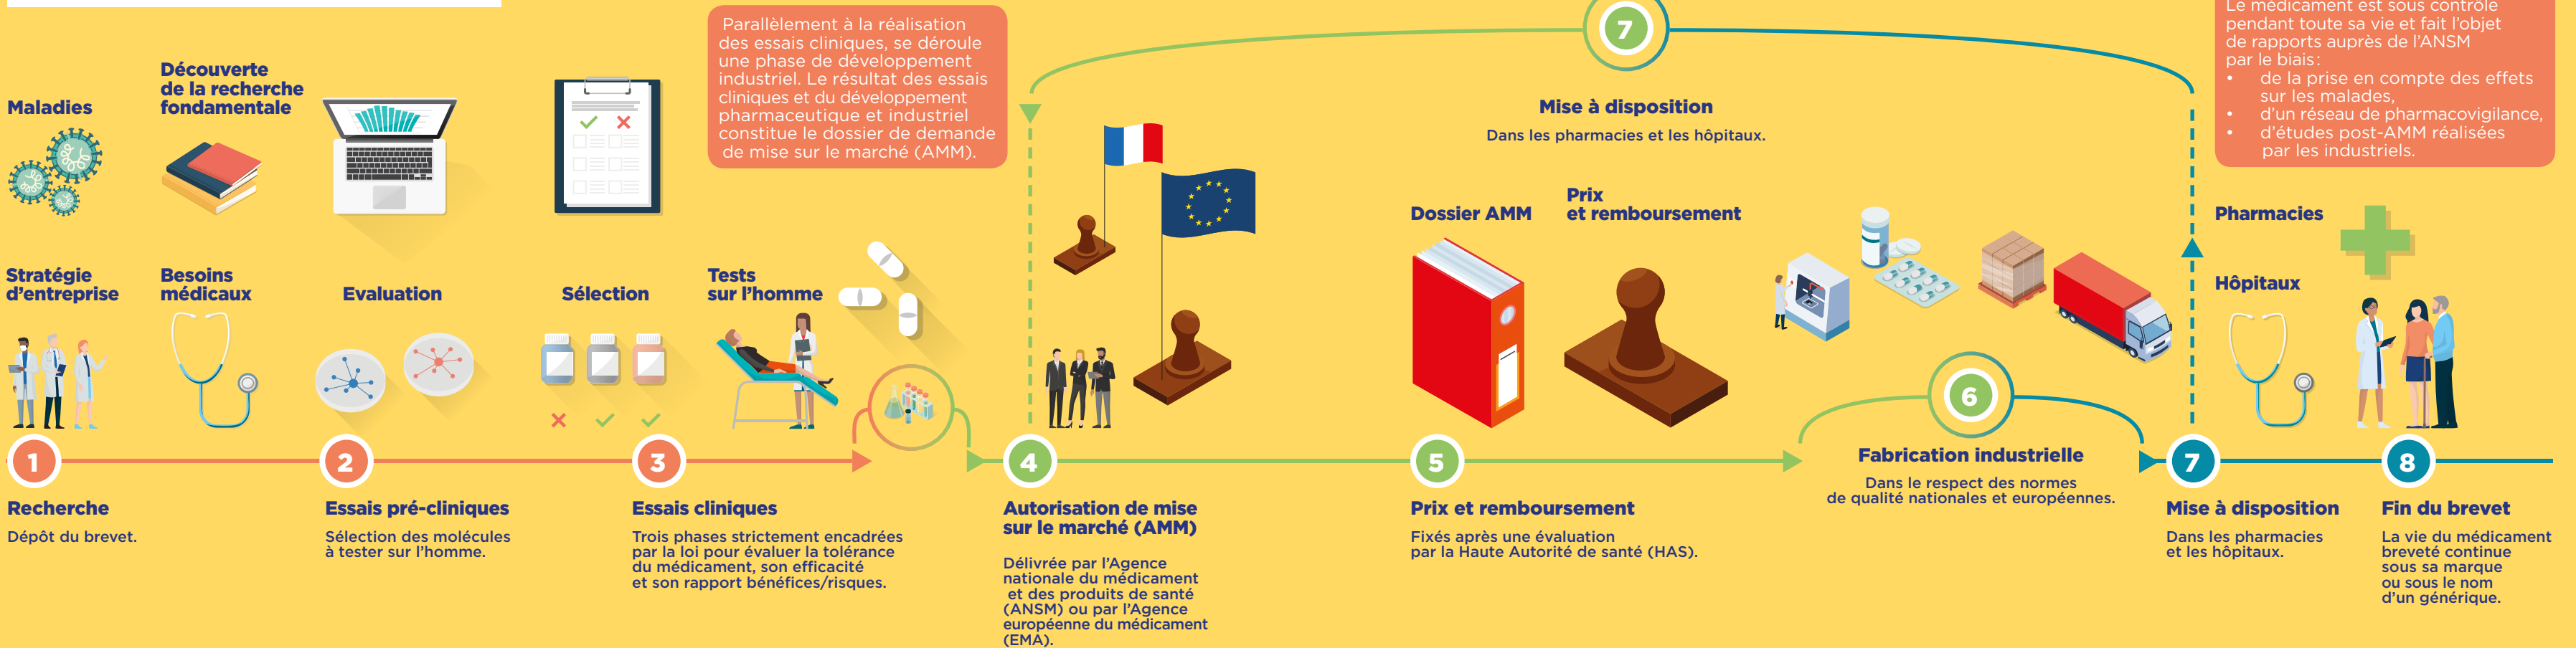 Parallèlement à la réalisation
des essais cliniques, se déroule
une phase de développement
industriel. Le résultat des essais
cliniques et du développement
pharmaceutique et industriel
constitue le dossier de demande
de mise sur le marché (AMM).
7
Mise à disposition
Dans les pharmacies et les hôpitaux.
Le médicament est sous contrôle
pendant toute sa vie et fait l'objet
de rapports auprès de l'ANSM
par le biais :
• de la prise en compte des effets
sur les malades,
• d'un réseau de pharmacovigilance,
• d'études post-AMM réalisées
par les industriels.
Maladies
Découverte
de la recherche
fondamentale
Stratégie
d'entreprise
Besoins
médicaux
Evaluation
Sélection
Tests
sur l'homme
Dossier AMM
Prix
et remboursement
Pharmacies
Hôpitaux
1
Recherche
Dépôt du brevet.
2
Essais pré-cliniques
Sélection des molécules
à tester sur l'homme.
3
Essais cliniques
Trois phases strictement encadrées
par la loi pour évaluer la tolérance
du médicament, son efficacité
et son rapport bénéfices/risques.
4
Autorisation de mise
sur le marché (AMM)
Délivrée par l'Agence
nationale du médicament
et des produits de santé
(ANSM) ou par l'Agence
européenne du médicament
(EMA).
5
Prix et remboursement
Fixés après une évaluation
par la Haute Autorité de santé (HAS).
6
Fabrication industrielle
Dans le respect des normes
de qualité nationales et européennes.
7
Mise à disposition
Dans les pharmacies
et les hôpitaux.
8
Fin du brevet
La vie du médicament
breveté continue
sous sa marque
ou sous le nom
d'un générique.